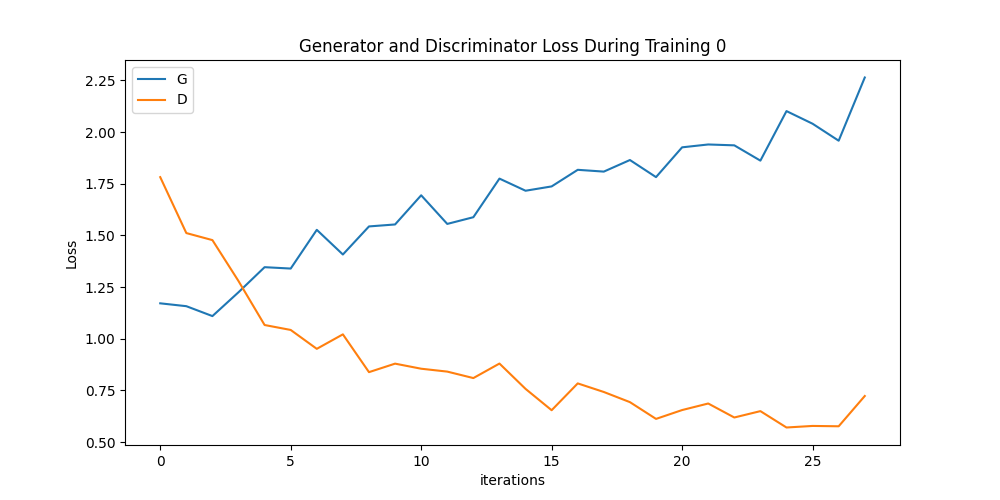 Generator and Discriminator Loss During Training 0
G
D
Loss
2.25
2.00
1.75
1.50
1.25
1.00
0.75
0.50
0 5 10 15 20 25
iterations